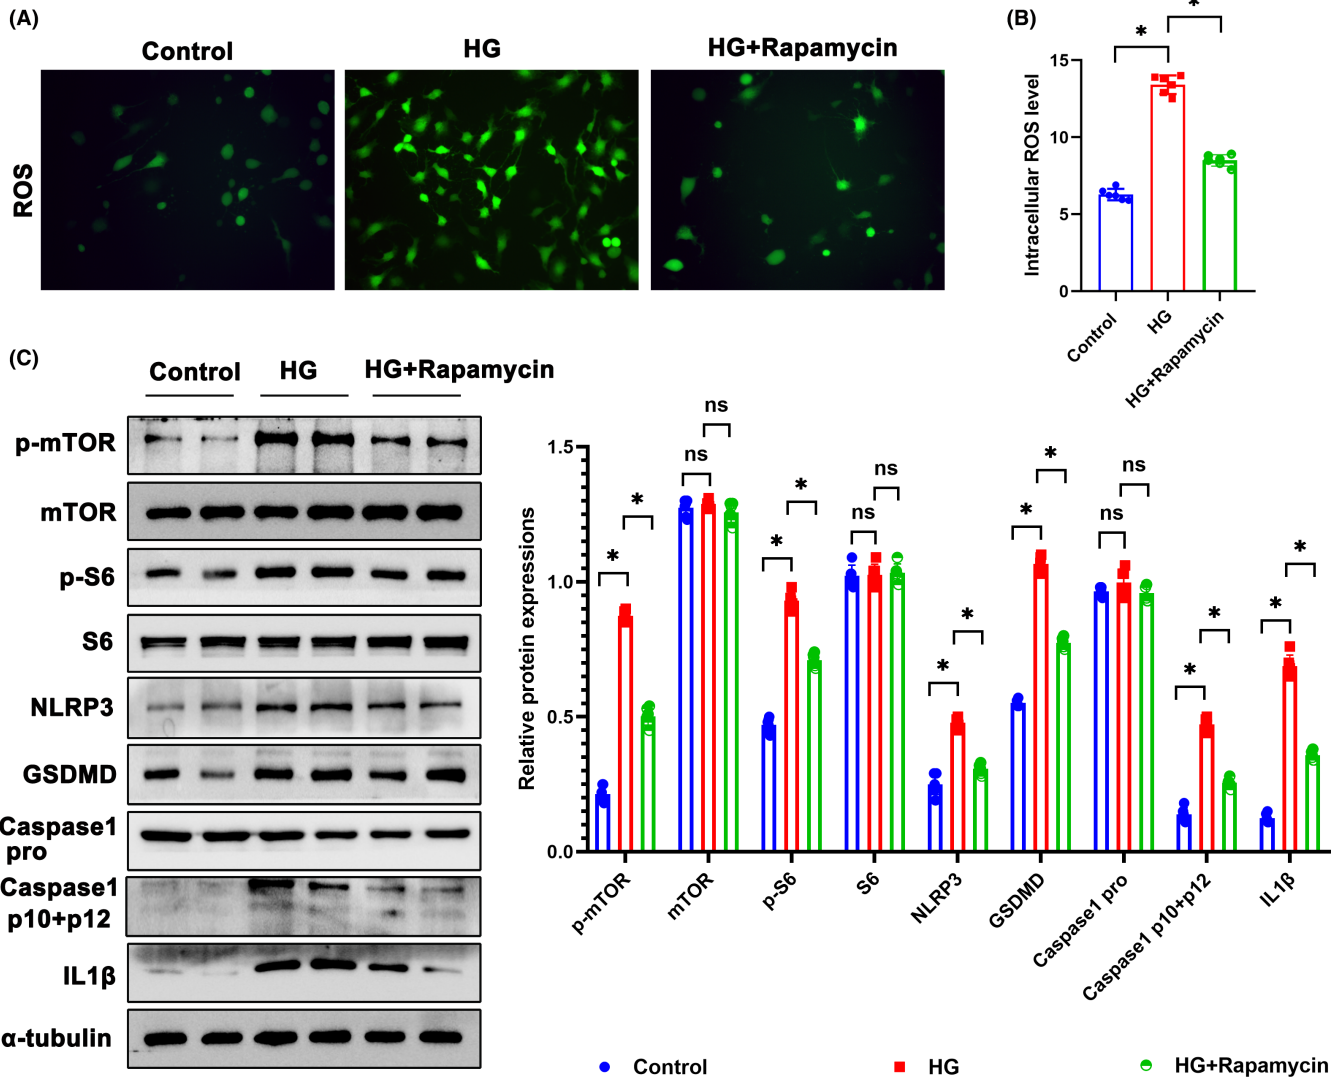 (A)
Control
HG
HG+Rapamycin
ROS
(B)
*
*
Intracellular ROS level
15
10
5
0
Control
HG
HG+Rapamycin
(C)
Control
HG
HG+Rapamycin
p-mTOR
mTOR
p-S6
S6
NLRP3
GSDMD
Caspase1
pro
Caspase1
p10+p12
IL1β
α-tubulin
Relative protein expressions
1.5
1.0
0.5
0.0
*
*
ns
ns
*
*
ns
ns
*
*
*
*
ns
ns
*
*
*
*
p-mTOR
mTOR
p-S6
S6
NLRP3
GSDMD
Caspase1 pro
Caspase1 p10+p12
IL1β
Control
HG
HG+Rapamycin